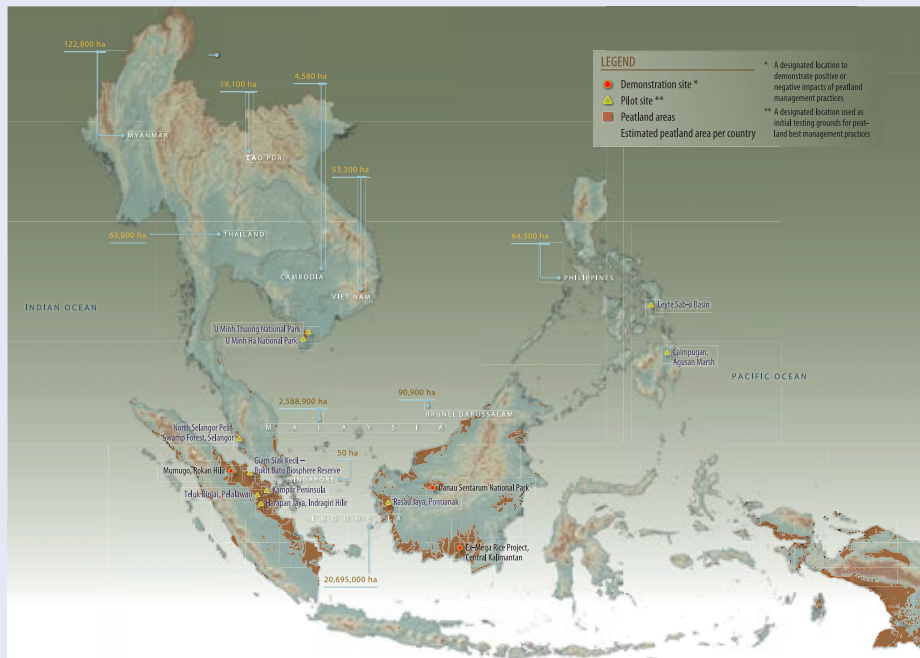 122,800 ha
19,100 ha
4,580 ha
MYANMAR
LAO PDR
53,300 ha
63,800 ha
THAILAND
CAMBODIA
VIET NAM
INDIAN OCEAN
LEGEND
Demonstration site *
Pilot site **
Peatland areas
Estimated peatland area per country
* A designated location to
demonstrate positive or
negative impacts of peatland
management practices
** A designated location used as
initial testing grounds for peat-
land best management practices
64,500 ha
PHILIPPINES
Leyte Sab-a Basin
Caimpugan,
Agusan Marsh
PACIFIC OCEAN
U Minh Thuong National Park
U Minh Ha National Park
2,588,900 ha
90,900 ha
BRUNEI DARUSSALAM
MALAYSIA
North Selangor Peat
Swamp Forest, Selangor
50 ha
SINGAPORE
Mumugo, Rokan Hilir
Giam Siak Kecil –
Bukit Batu Biosphere Reserve
Kampar Peninsula
Teluk Binjai, Pelalawan
Harapan Jaya, Indragiri Hilir
Danau Sentarum National Park
Rasau Jaya, Pontianak
INDONESIA
Ex-Mega Rice Project,
Central Kalimantan
20,695,000 ha